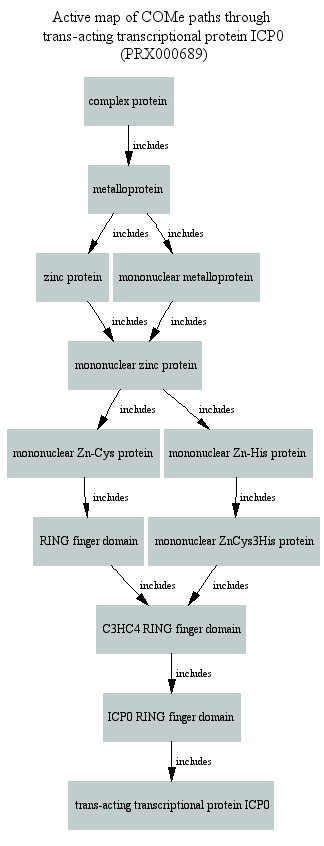 Active map of COMe paths through
trans-acting transcriptional protein ICP0
(PRX000689)
complex protein
includes
metalloprotein
includes includes
zinc protein mononuclear metalloprotein
includes includes
mononuclear zinc protein
includes includes
mononuclear Zn-Cys protein mononuclear Zn-His protein
includes includes
RING finger domain mononuclear ZnCys3His protein
includes includes
C3HC4 RING finger domain
includes
ICP0 RING finger domain
includes
trans-acting transcriptional protein ICP0